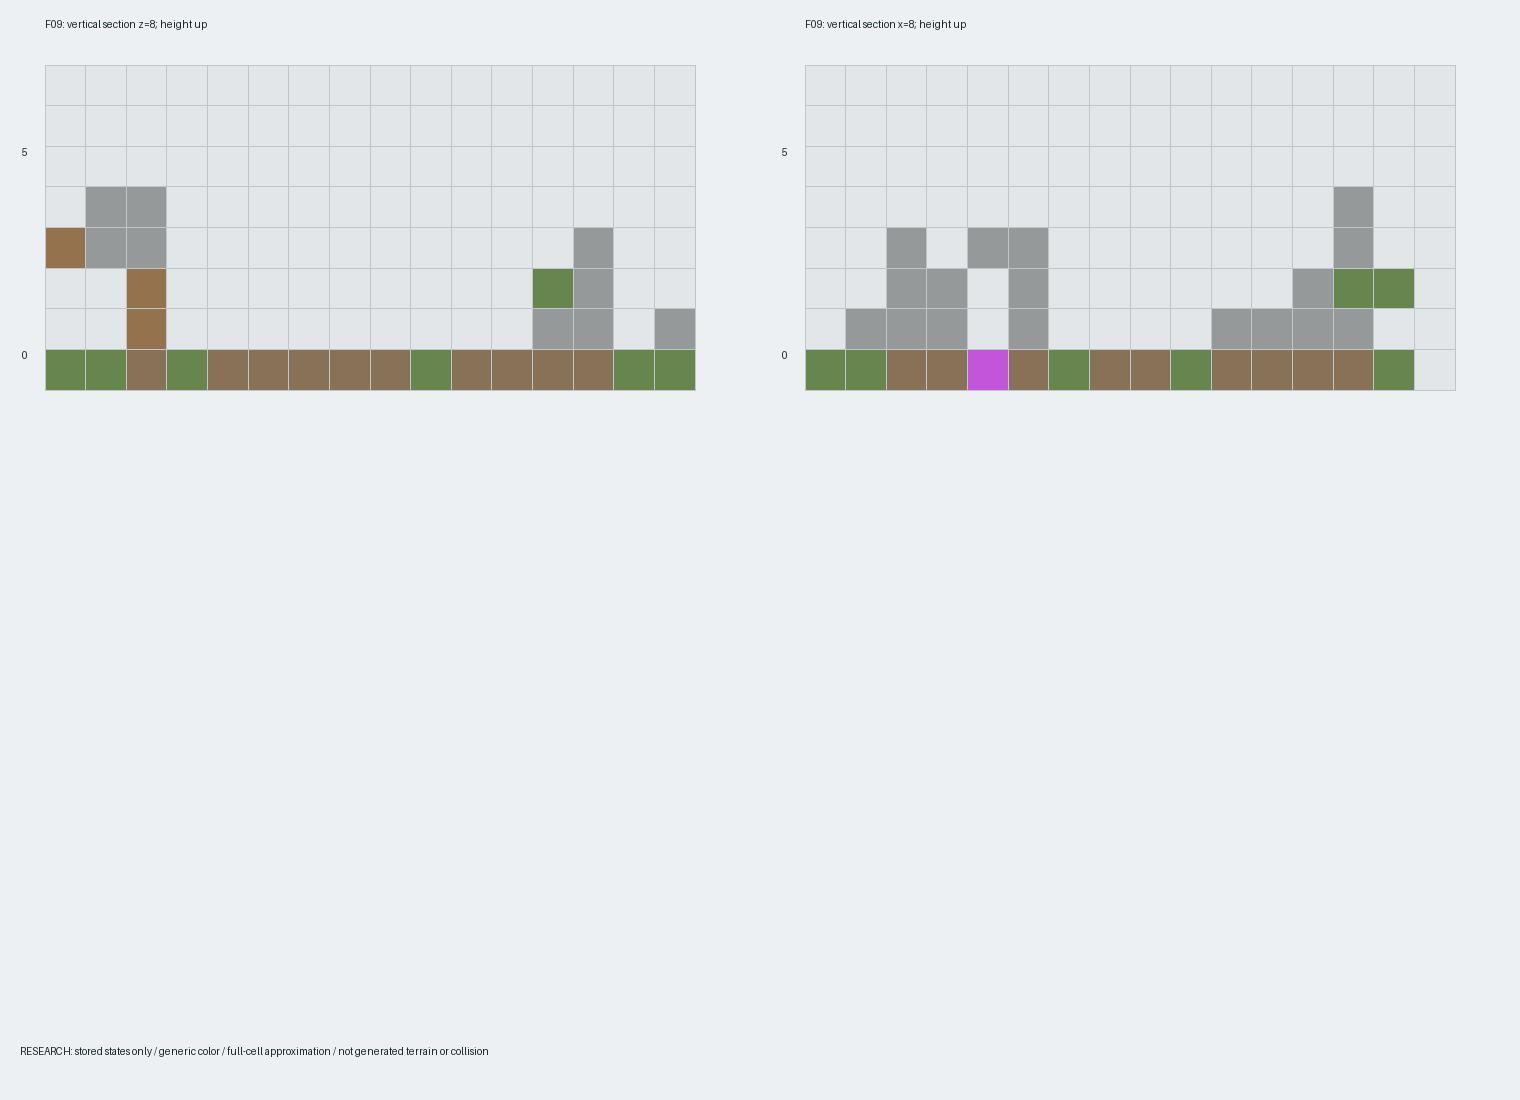 F09: vertical section z=8; height up
F09: vertical section x=8; height up
5
5
0
0
RESEARCH: stored states only / generic color / full-cell approximation / not generated terrain or collision